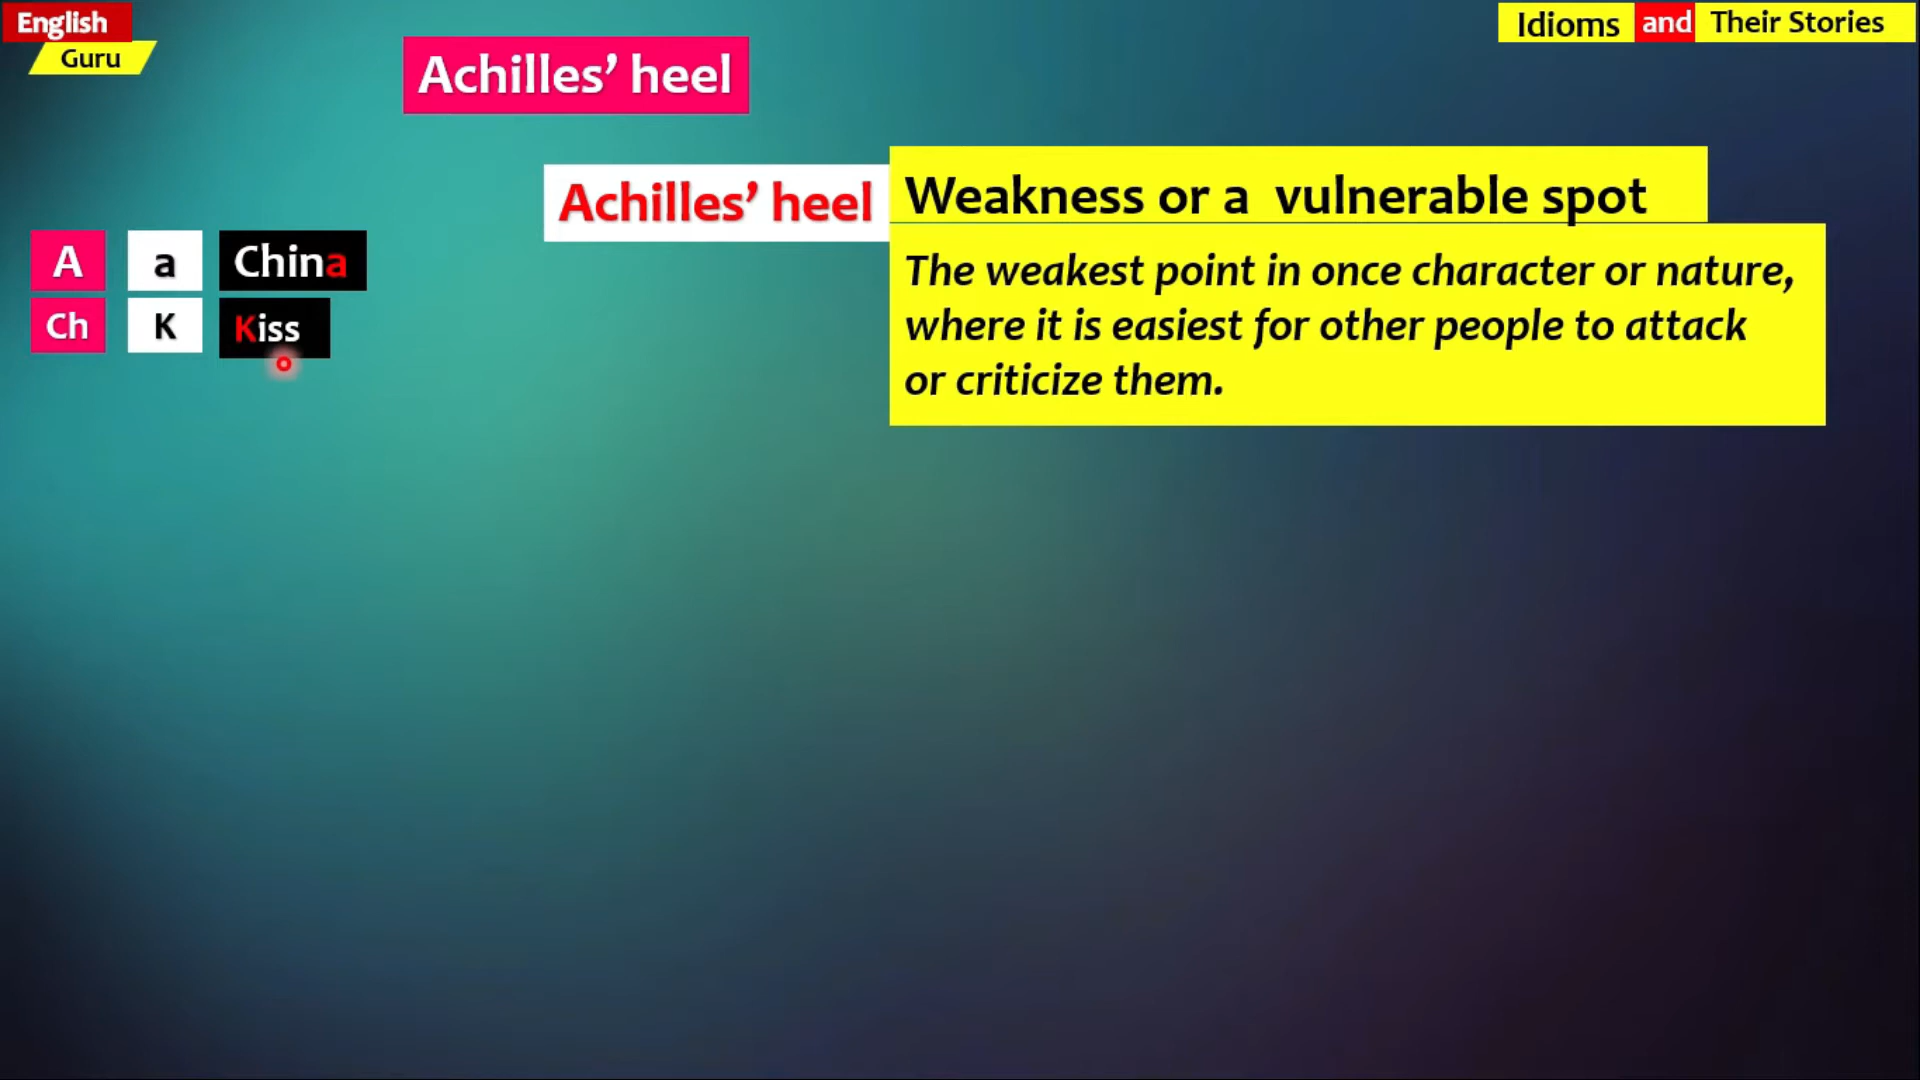 English
Guru
Idioms and Their Stories
Achilles’ heel
Achilles’ heel Weakness or a vulnerable spot
The weakest point in once character or nature,
where it is easiest for other people to attack
or criticize them.
A a China
Ch K Kiss